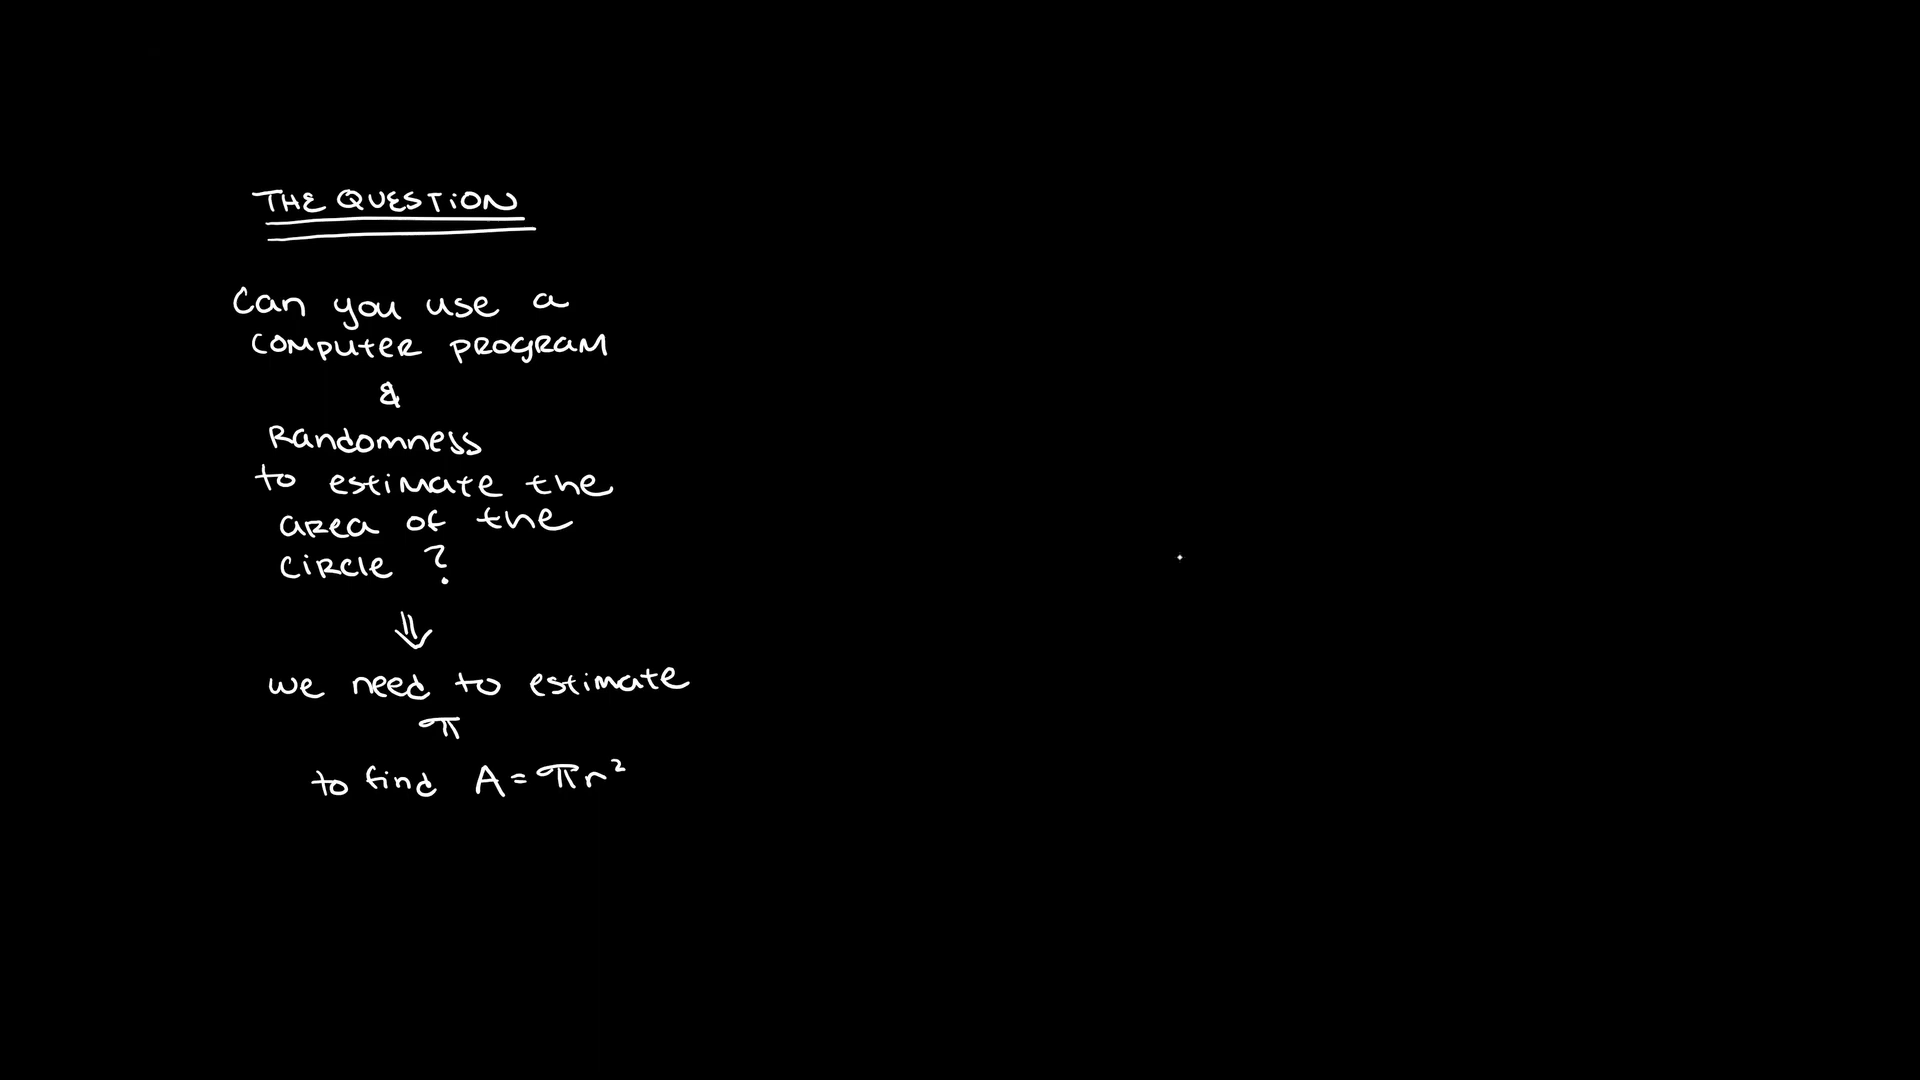 THE QUESTION
Can you use a
computer program
&
Randomness
to estimate the
area of the
circle ?
⇓
we need to estimate
π
to find A = πr²